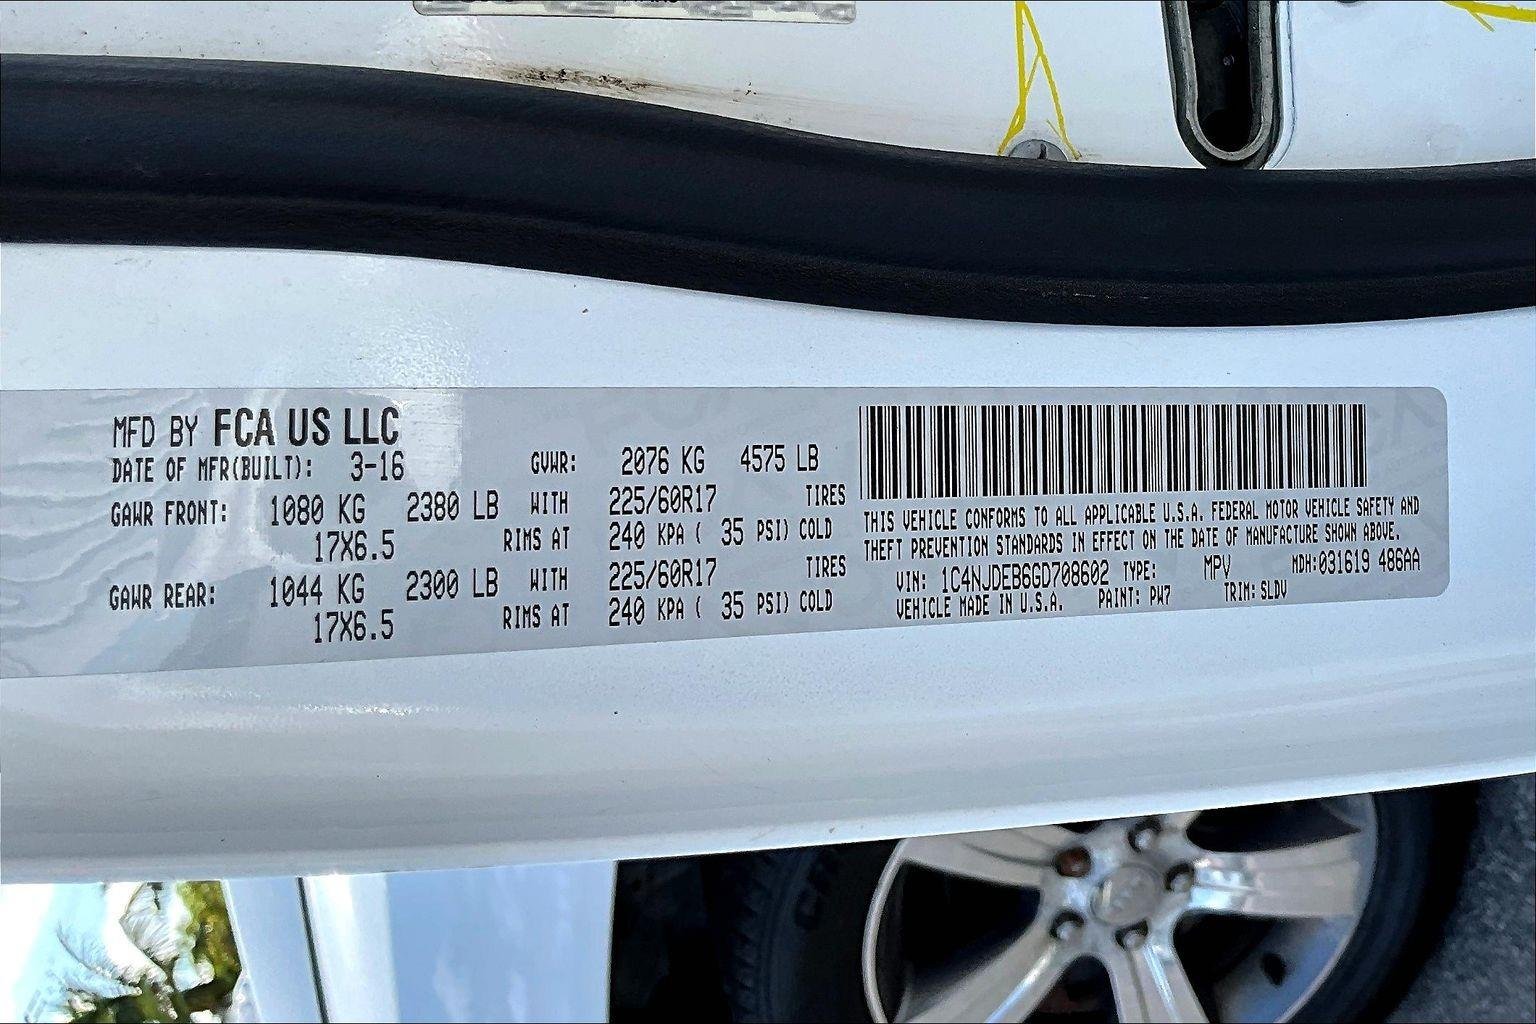 MFD BY FCA US LLC
DATE OF MFR(BUILT): 3-16 GVWR: 2076 KG 4575 LB
GAWR FRONT: 1080 KG 2380 LB WITH 225/60R17 TIRES
17X6.5 RIMS AT 240 KPA ( 35 PSI) COLD
GAWR REAR: 1044 KG 2300 LB WITH 225/60R17 TIRES
17X6.5 RIMS AT 240 KPA ( 35 PSI) COLD
THIS VEHICLE CONFORMS TO ALL APPLICABLE U.S.A. FEDERAL MOTOR VEHICLE SAFETY AND
THEFT PREVENTION STANDARDS IN EFFECT ON THE DATE OF MANUFACTURE SHOWN ABOVE.
VIN: 1C4NJDEB6GD708602 TYPE: MPV MDH:031619 486AA
VEHICLE MADE IN U.S.A. PAINT: PW7 TRIM: SLDV